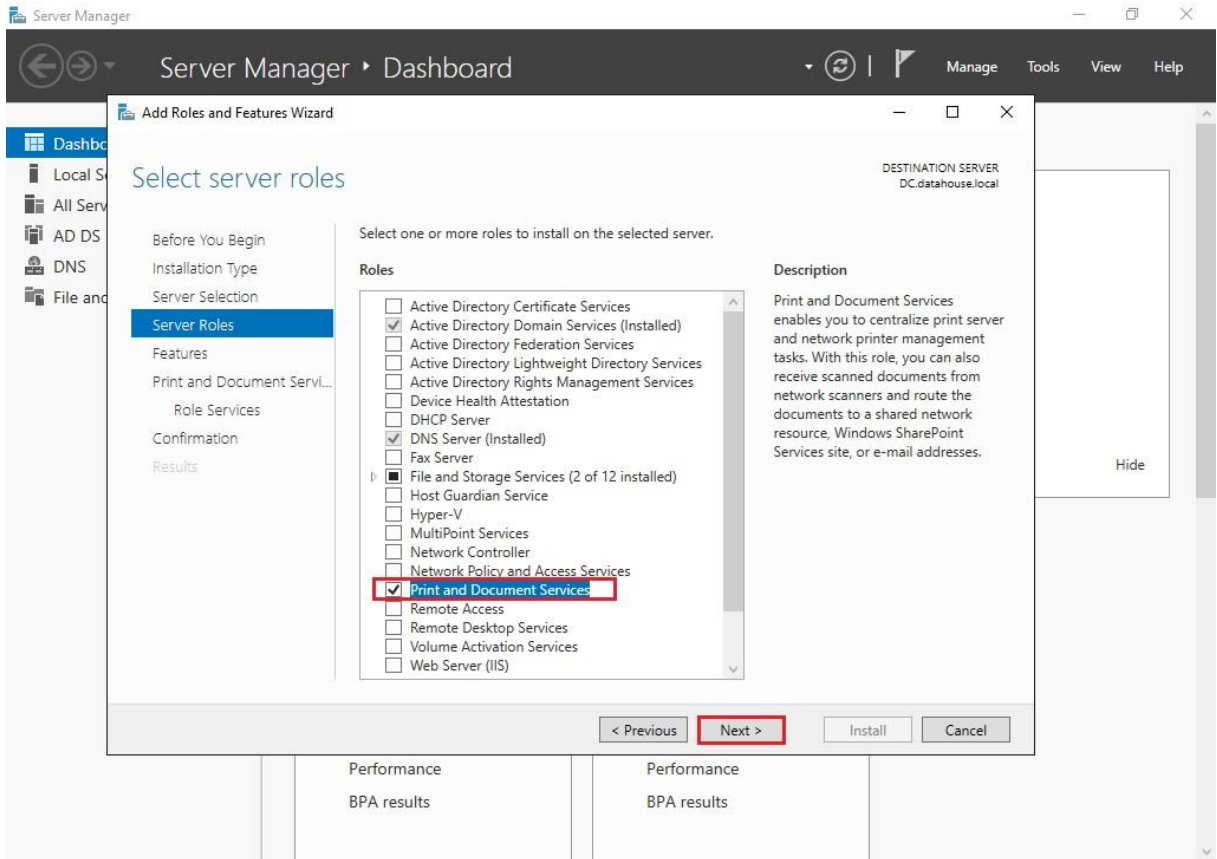 Server Manager
Server Manager ‣ Dashboard
Manage Tools View Help
Add Roles and Features Wizard
Dashbo
Local Se
All Serv
AD DS
DNS
File and
Select server roles
DESTINATION SERVER
DC.datahouse.local
Before You Begin
Installation Type
Server Selection
Server Roles
Features
Print and Document Servi...
Role Services
Confirmation
Results
Select one or more roles to install on the selected server.
Roles
Active Directory Certificate Services
Active Directory Domain Services (Installed)
Active Directory Federation Services
Active Directory Lightweight Directory Services
Active Directory Rights Management Services
Device Health Attestation
DHCP Server
DNS Server (Installed)
Fax Server
File and Storage Services (2 of 12 installed)
Host Guardian Service
Hyper-V
MultiPoint Services
Network Controller
Network Policy and Access Services
Print and Document Services
Remote Access
Remote Desktop Services
Volume Activation Services
Web Server (IIS)
Description
Print and Document Services
enables you to centralize print server
and network printer management
tasks. With this role, you can also
receive scanned documents from
network scanners and route the
documents to a shared network
resource, Windows SharePoint
Services site, or e-mail addresses.
Hide
< Previous
Next >
Install
Cancel
Performance
BPA results
Performance
BPA results